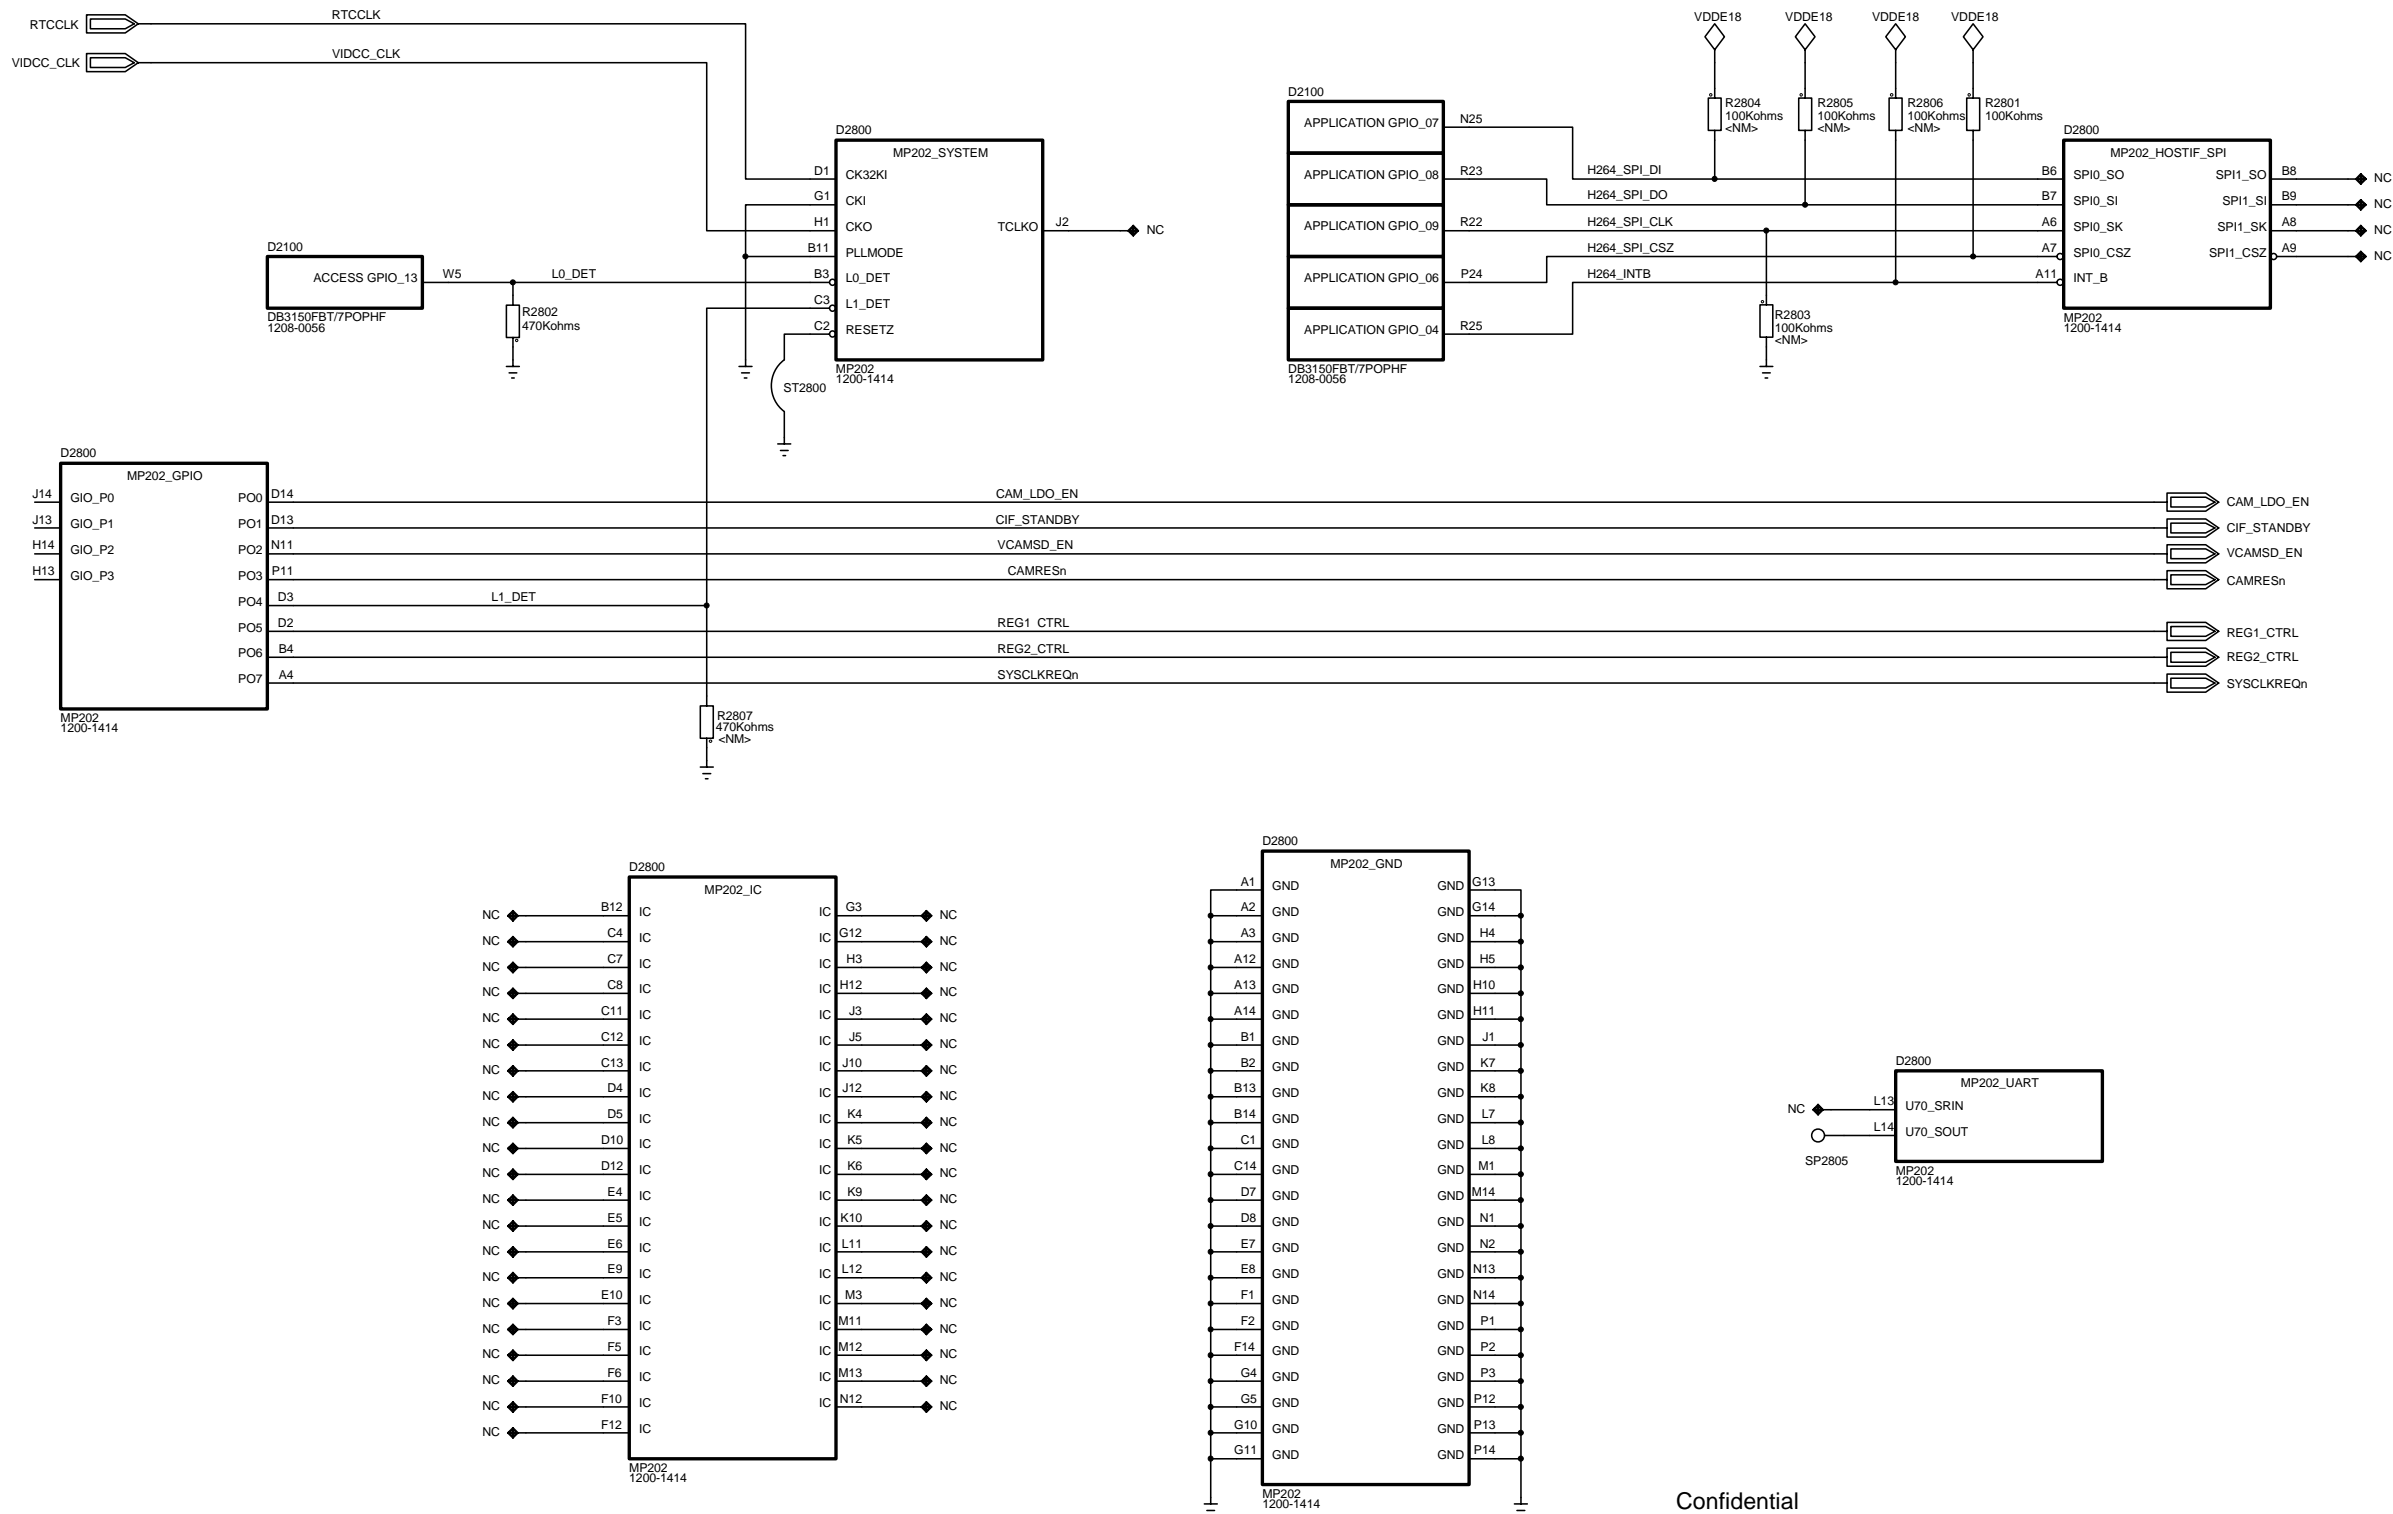 RTCCLK
RTCCLK
VIDCC_CLK
VIDCC_CLK
D2800
MP202_SYSTEM
D1 CK32KI
G1 CKI
H1 CKO
B11 PLLMODE
B3 L0_DET
C3 L1_DET
C2 RESETZ
TCLKO J2 NC
MP202
1200-1414
D2100
ACCESS GPIO_13 W5 L0_DET
DB3150FBT/7POPHF
1208-0056
R2802
470Kohms
ST2800
D2100
APPLICATION GPIO_07 N25
APPLICATION GPIO_08 R23
APPLICATION GPIO_09 R22
APPLICATION GPIO_06 P24
APPLICATION GPIO_04 R25
DB3150FBT/7POPHF
1208-0056
H264_SPI_DI
H264_SPI_DO
H264_SPI_CLK
H264_SPI_CSZ
H264_INTB
VDDE18 VDDE18 VDDE18 VDDE18
R2804
100Kohms
<NM>
R2805
100Kohms
<NM>
R2806
100Kohms
<NM>
R2801
100Kohms
R2803
100Kohms
<NM>
D2800
MP202_HOSTIF_SPI
B6 SPI0_SO SPI1_SO B8 NC
B7 SPI0_SI SPI1_SI B9 NC
A6 SPI0_SK SPI1_SK A8 NC
A7 SPI0_CSZ SPI1_CSZ A9 NC
A11 INT_B
MP202
1200-1414
D2800
MP202_GPIO
J14 GIO_P0 PO0 D14 CAM_LDO_EN CAM_LDO_EN
J13 GIO_P1 PO1 D13 CIF_STANDBY CIF_STANDBY
H14 GIO_P2 PO2 N11 VCAMSD_EN VCAMSD_EN
H13 GIO_P3 PO3 P11 CAMRESn CAMRESn
PO4 D3 L1_DET
PO5 D2 REG1_CTRL REG1_CTRL
PO6 B4 REG2_CTRL REG2_CTRL
PO7 A4 SYSCLKREQn SYSCLKREQn
MP202
1200-1414
R2807
470Kohms
<NM>
D2800
MP202_IC
NC B12 IC IC G3 NC
NC C4 IC IC G12 NC
NC C7 IC IC H3 NC
NC C8 IC IC H12 NC
NC C11 IC IC J3 NC
NC C12 IC IC J5 NC
NC C13 IC IC J10 NC
NC D4 IC IC J12 NC
NC D5 IC IC K4 NC
NC D10 IC IC K5 NC
NC D12 IC IC K6 NC
NC E4 IC IC K9 NC
NC E5 IC IC K10 NC
NC E6 IC IC L11 NC
NC E9 IC IC L12 NC
NC E10 IC IC M3 NC
NC F3 IC IC M11 NC
NC F5 IC IC M12 NC
NC F6 IC IC M13 NC
NC F10 IC IC N12 NC
NC F12 IC
MP202
1200-1414
D2800
MP202_GND
A1 GND GND G13
A2 GND GND G14
A3 GND GND H4
A12 GND GND H5
A13 GND GND H10
A14 GND GND H11
B1 GND GND J1
B2 GND GND K7
B13 GND GND K8
B14 GND GND L7
C1 GND GND L8
C14 GND GND M1
D7 GND GND M14
D8 GND GND N1
E7 GND GND N2
E8 GND GND N13
F1 GND GND N14
F2 GND GND P1
F14 GND GND P2
G4 GND GND P3
G5 GND GND P12
G10 GND GND P13
G11 GND GND P14
MP202
1200-1414
D2800
MP202_UART
NC L13 U70_SRIN
L14 U70_SOUT
SP2805
MP202
1200-1414
Confidential